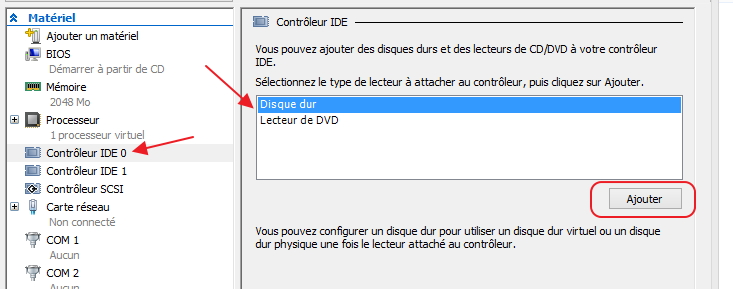 Matériel
Ajouter un matériel
BIOS
Démarrer à partir de CD
Mémoire
2048 Mo
Processeur
1 processeur virtuel
Contrôleur IDE 0
Contrôleur IDE 1
Contrôleur SCSI
Carte réseau
Non connecté
COM 1
Aucun
COM 2
Aucun
Contrôleur IDE
Vous pouvez ajouter des disques durs et des lecteurs de CD/DVD à votre contrôleur
IDE.
Sélectionnez le type de lecteur à attacher au contrôleur, puis cliquez sur Ajouter.
Disque dur
Lecteur de DVD
Ajouter
Vous pouvez configurer un disque dur pour utiliser un disque dur virtuel ou un disque
dur physique une fois le lecteur attaché au contrôleur.